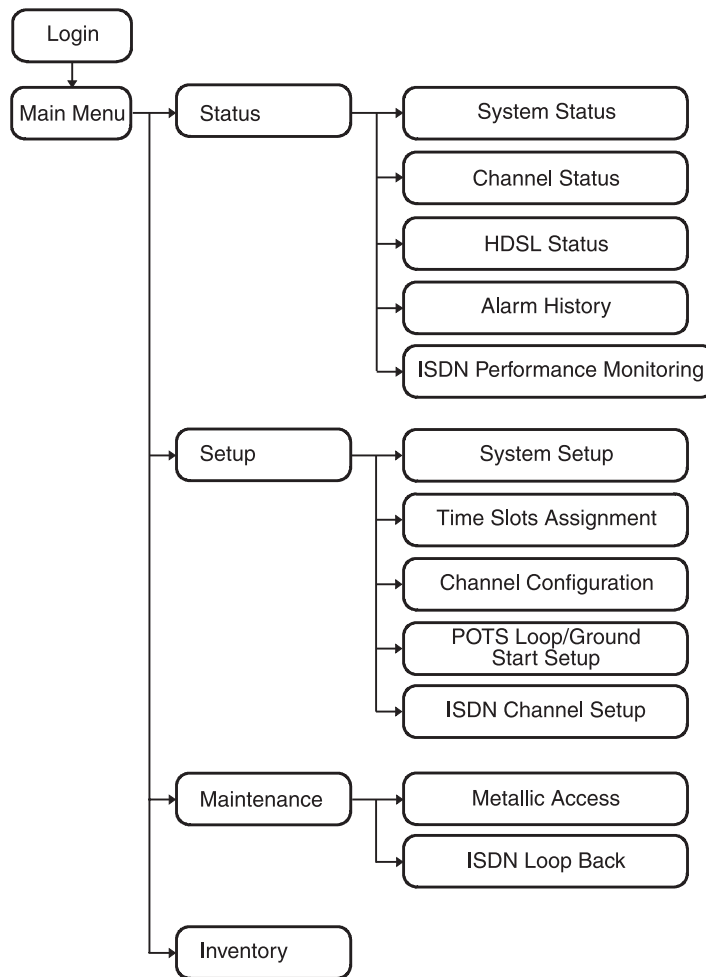 Login
Main Menu
Status
System Status
Channel Status
HDSL Status
Alarm History
ISDN Performance Monitoring
Setup
System Setup
Time Slots Assignment
Channel Configuration
POTS Loop/Ground
Start Setup
ISDN Channel Setup
Maintenance
Metallic Access
ISDN Loop Back
Inventory